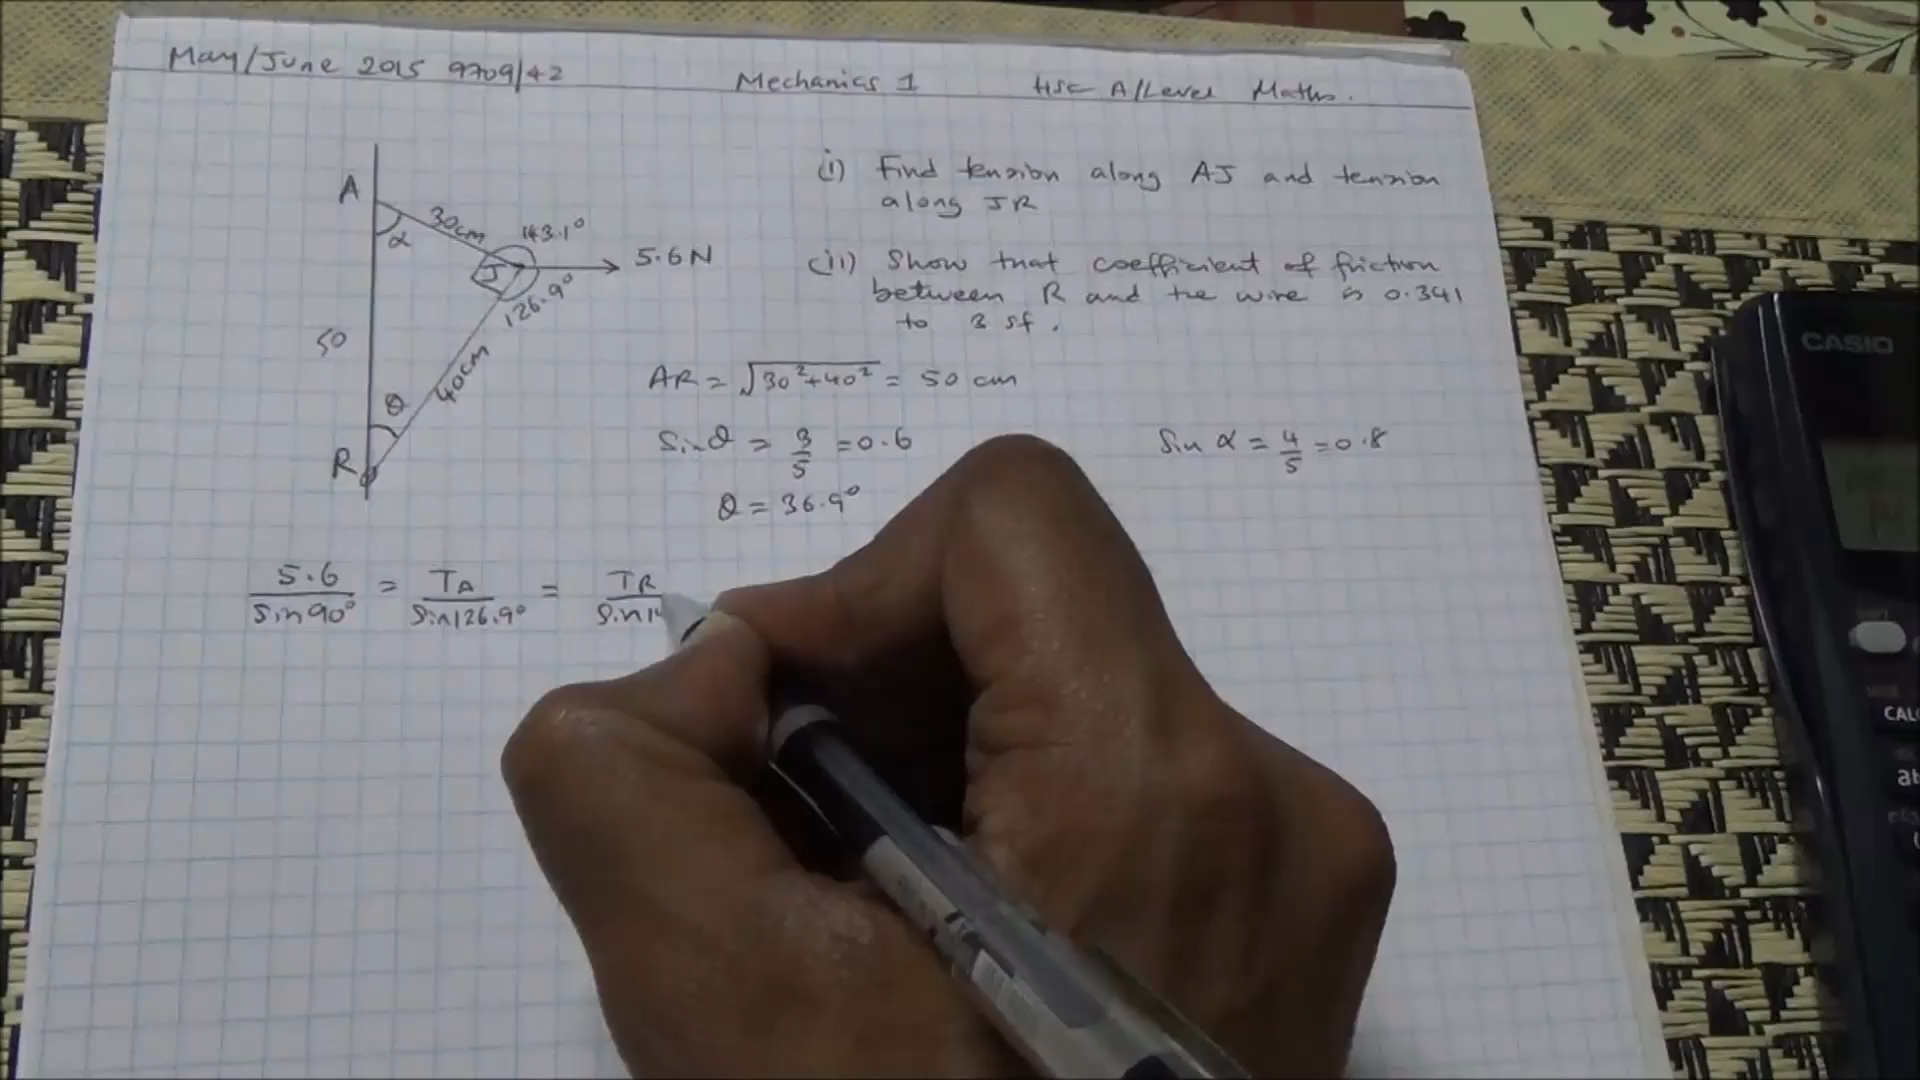 May/June 2015 9709/42 Mechanics 1 HSC A/Level Maths.
A
30cm
α
143.1°
J
5.6N
126.9°
50
40cm
θ
R
(i) Find tension along AJ and tension
along JR
(ii) Show that coefficient of friction
between R and the wire is 0.341
to 3 sf.
AR = √30²+40² = 50 cm
Sinθ = 3/5 = 0.6
Sin α = 4/5 = 0.8
θ = 36.9°
5.6/Sin90° = TA/Sin126.9° = TR/Sin14
CASIO
CALC